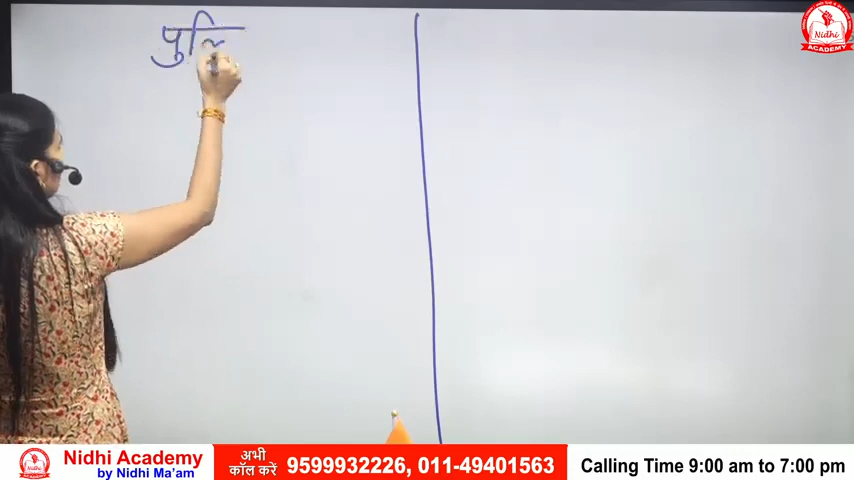 पुलि
Nidhi
ACADEMY
Nidhi Academy
by Nidhi Ma'am
अभी
कॉल करें
9599932226, 011-49401563
Calling Time 9:00 am to 7:00 pm